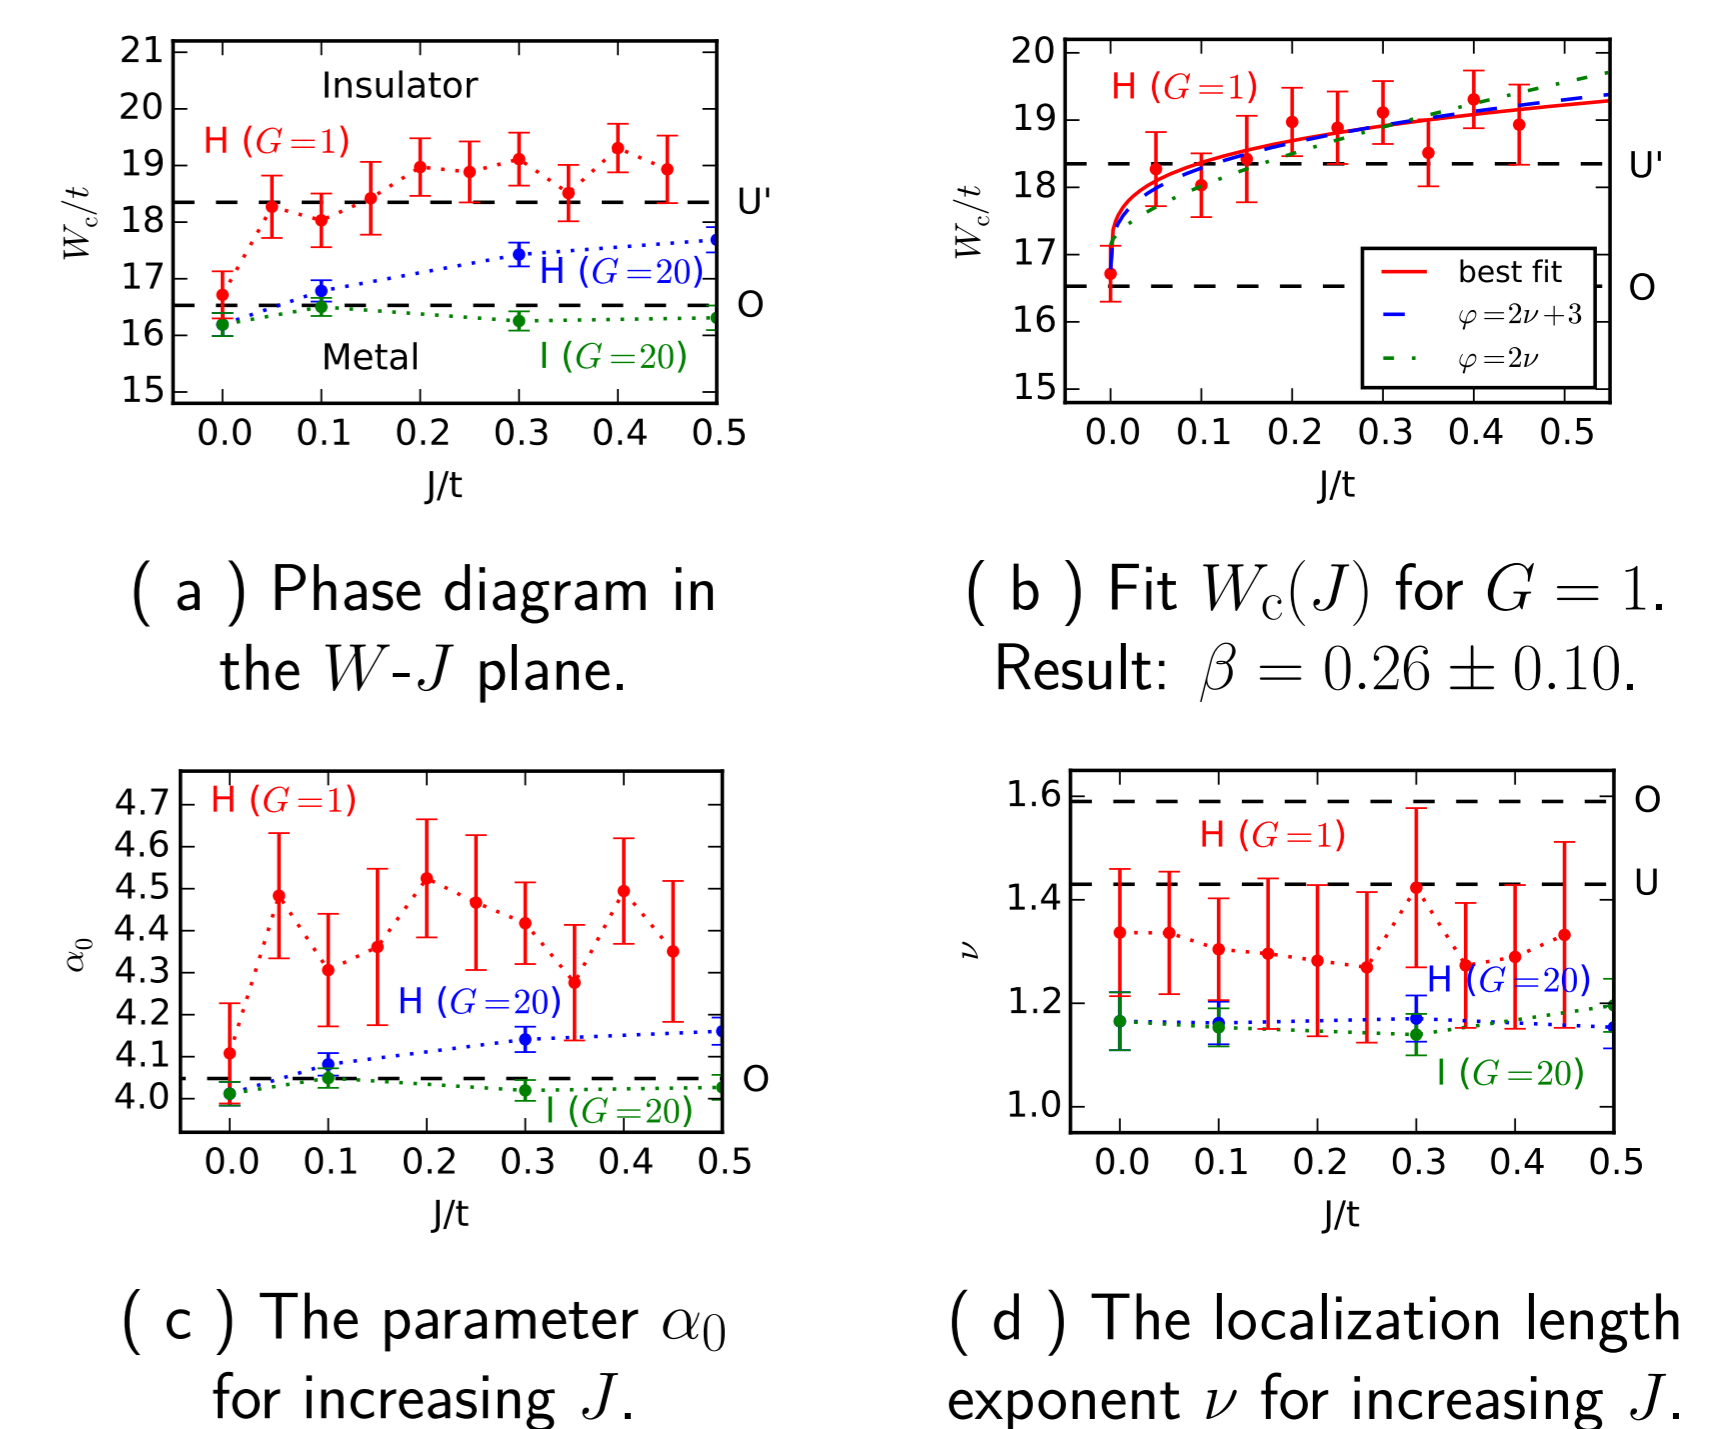 21
20
19
18
17
16
15
W_c/t
Insulator
H (G=1)
H (G=20)
Metal
I (G=20)
U'
O
0.0 0.1 0.2 0.3 0.4 0.5
J/t
( a ) Phase diagram in
the W-J plane.
20
19
18
17
16
15
W_c/t
H (G=1)
U'
O
best fit
φ=2ν+3
φ=2ν
0.0 0.1 0.2 0.3 0.4 0.5
J/t
( b ) Fit W_c(J) for G = 1.
Result: β = 0.26 ± 0.10.
4.7
4.6
4.5
4.4
4.3
4.2
4.1
4.0
α_0
H (G=1)
H (G=20)
I (G=20)
O
0.0 0.1 0.2 0.3 0.4 0.5
J/t
( c ) The parameter α_0
for increasing J.
1.6
1.4
1.2
1.0
ν
H (G=1)
H (G=20)
I (G=20)
O
U
0.0 0.1 0.2 0.3 0.4 0.5
J/t
( d ) The localization length
exponent ν for increasing J.